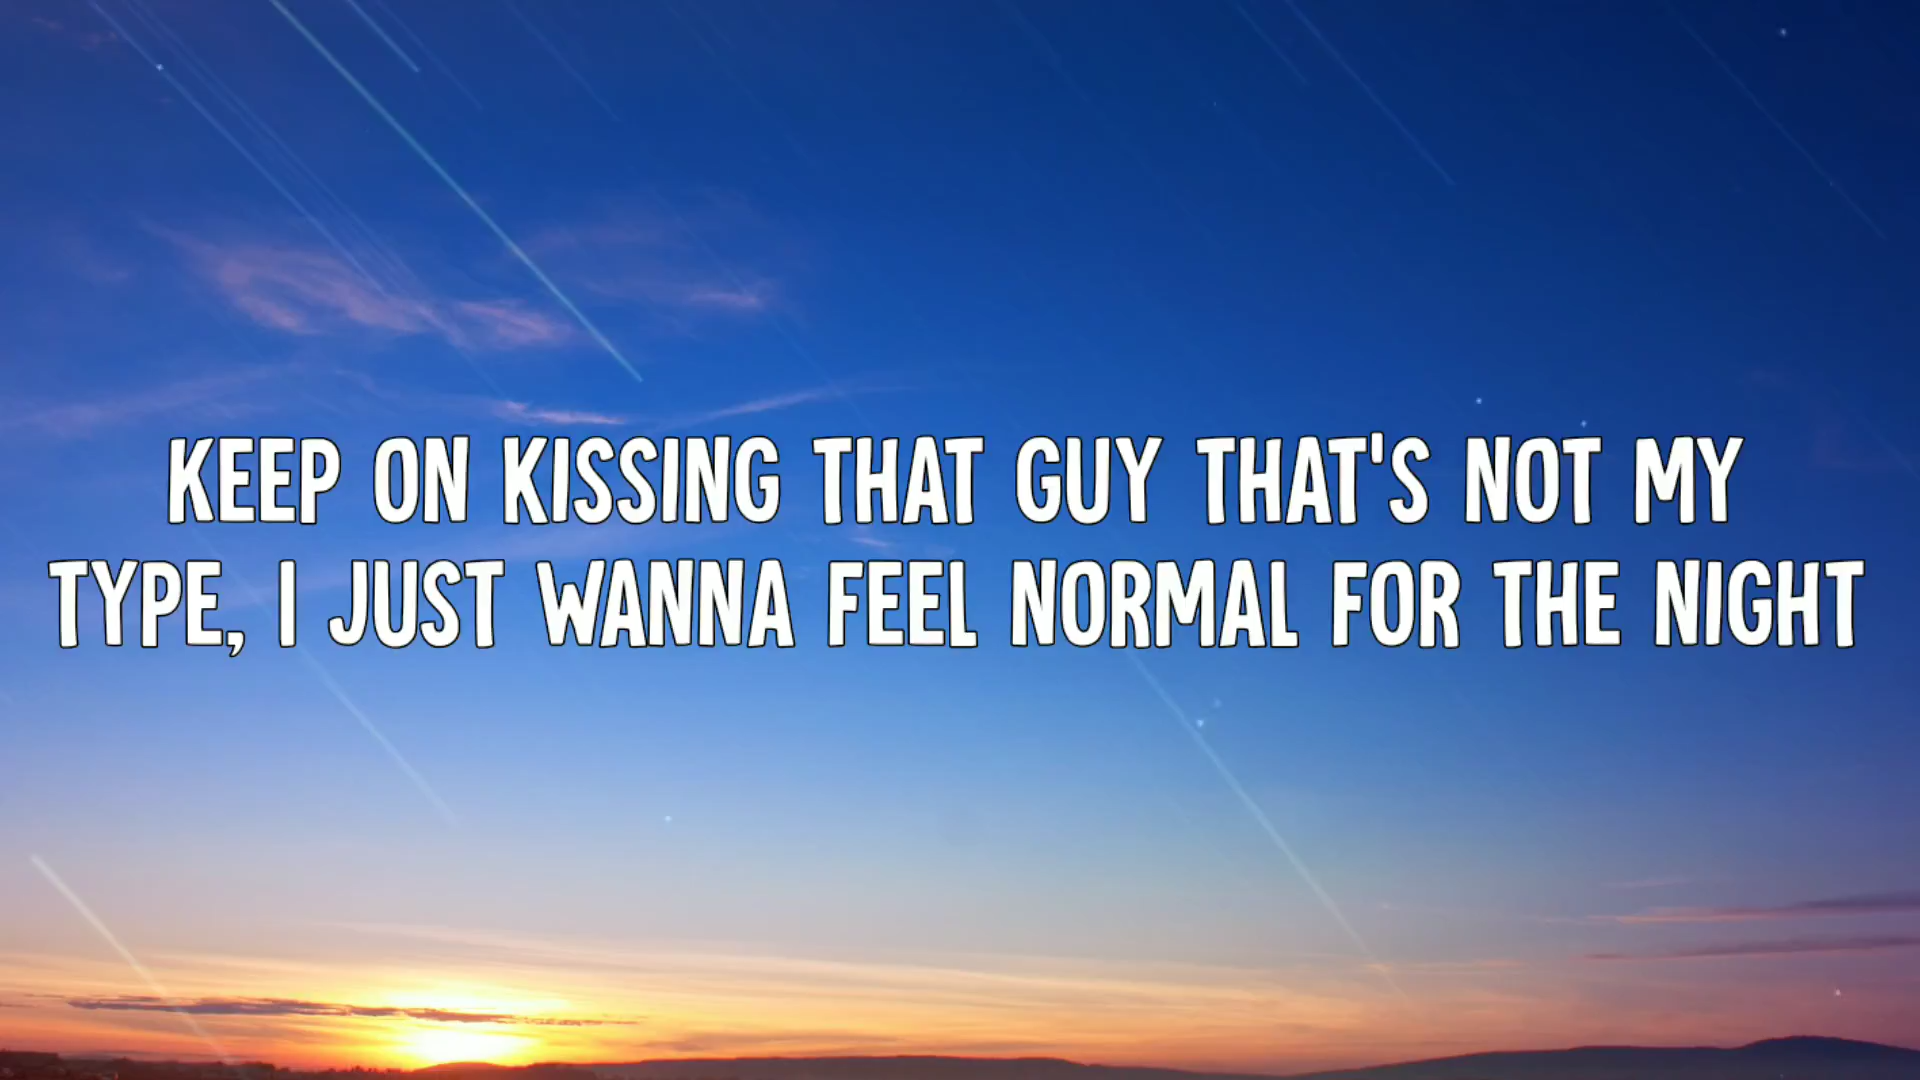 KEEP ON KISSING THAT GUY THAT'S NOT MY
TYPE, I JUST WANNA FEEL NORMAL FOR THE NIGHT